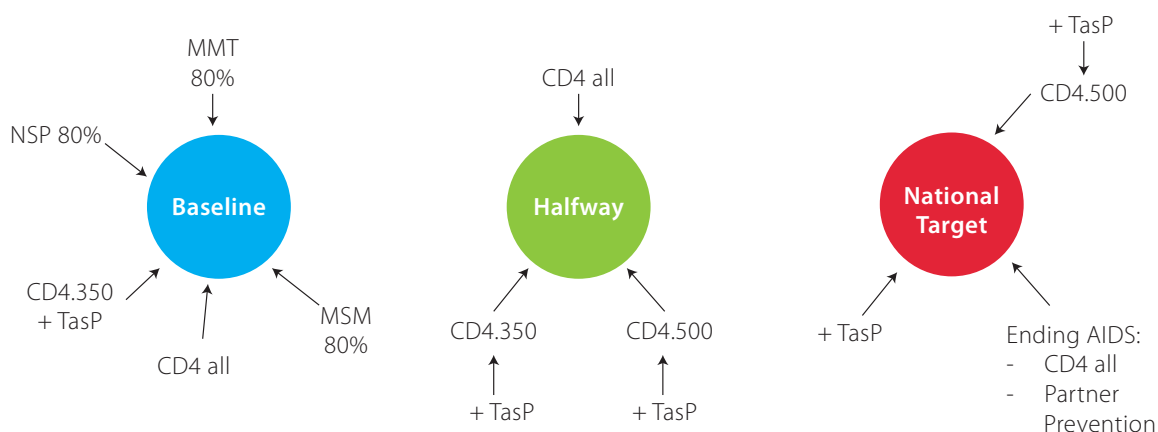 MMT
80%
NSP 80%
Baseline
CD4.350
+ TasP
CD4 all
MSM
80%
CD4 all
Halfway
CD4.350
+ TasP
CD4.500
+ TasP
+ TasP
CD4.500
National
Target
+ TasP
Ending AIDS:
- CD4 all
- Partner
Prevention